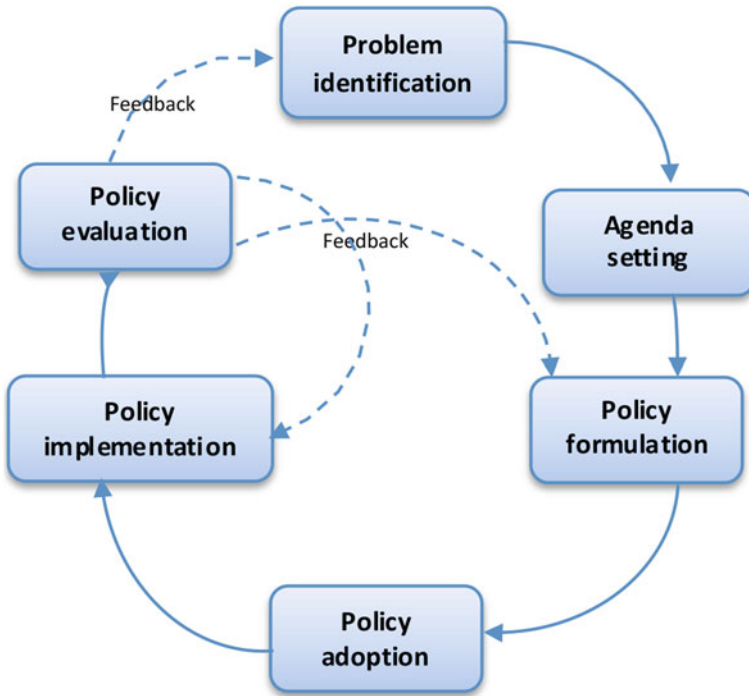 Problem
identification
Feedback
Policy
evaluation
Agenda
setting
Feedback
Policy
implementation
Policy
formulation
Policy
adoption